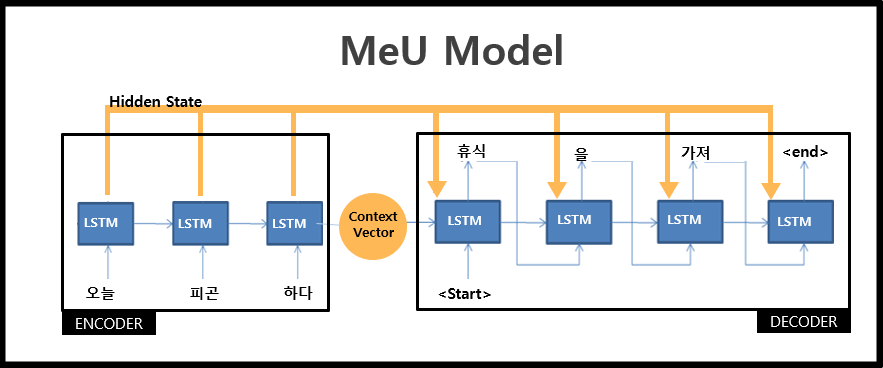 MeU Model
Hidden State
휴식 을 가져 <end>
LSTM LSTM LSTM
Context
Vector
LSTM LSTM LSTM LSTM
오늘 피곤 하다
<Start>
ENCODER
DECODER